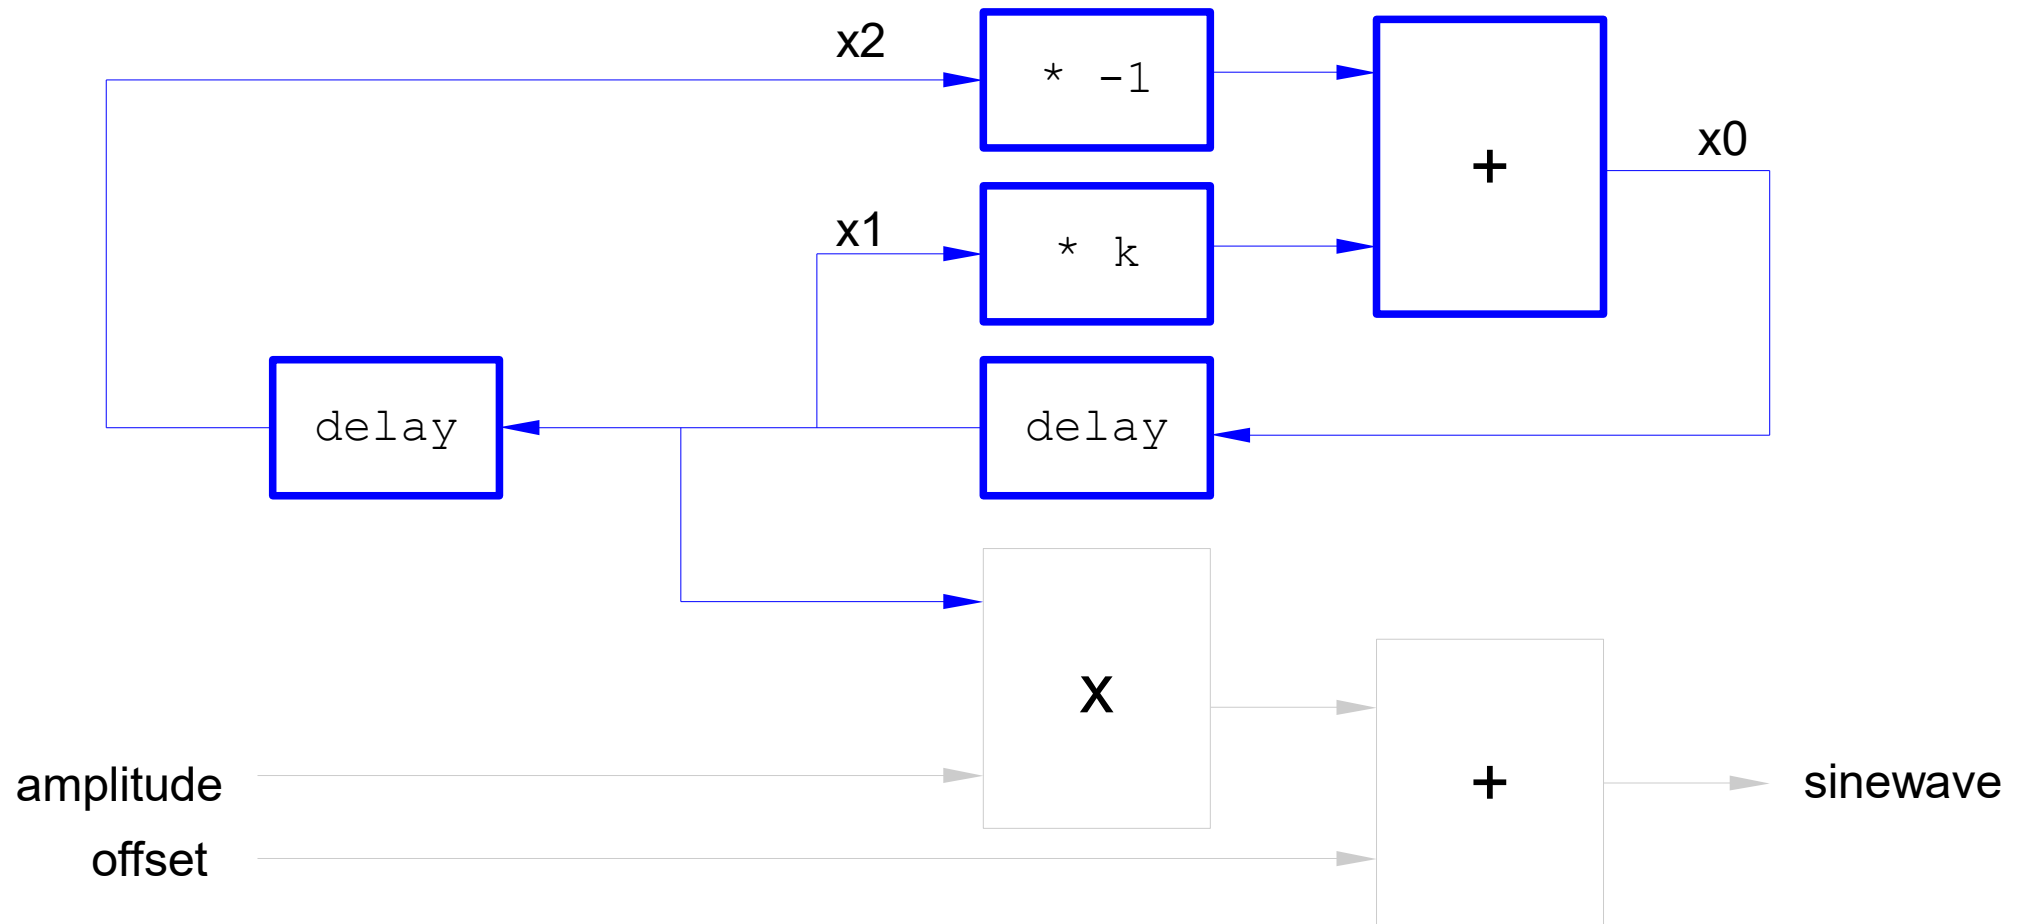 x2
* -1
+
x0
x1
* k
delay
delay
x
+
amplitude
sinewave
offset